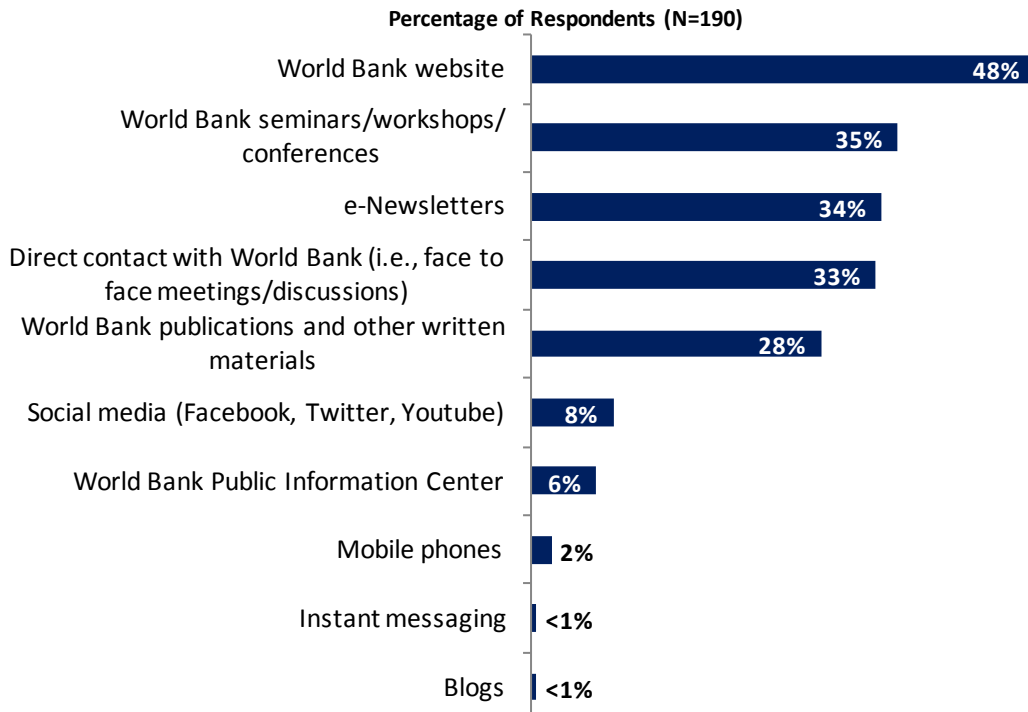 Percentage of Respondents (N=190)
World Bank website
48%
World Bank seminars/workshops/
conferences
35%
e-Newsletters
34%
Direct contact with World Bank (i.e., face to
face meetings/discussions)
33%
World Bank publications and other written
materials
28%
Social media (Facebook, Twitter, Youtube)
8%
World Bank Public Information Center
6%
Mobile phones
2%
Instant messaging
<1%
Blogs
<1%